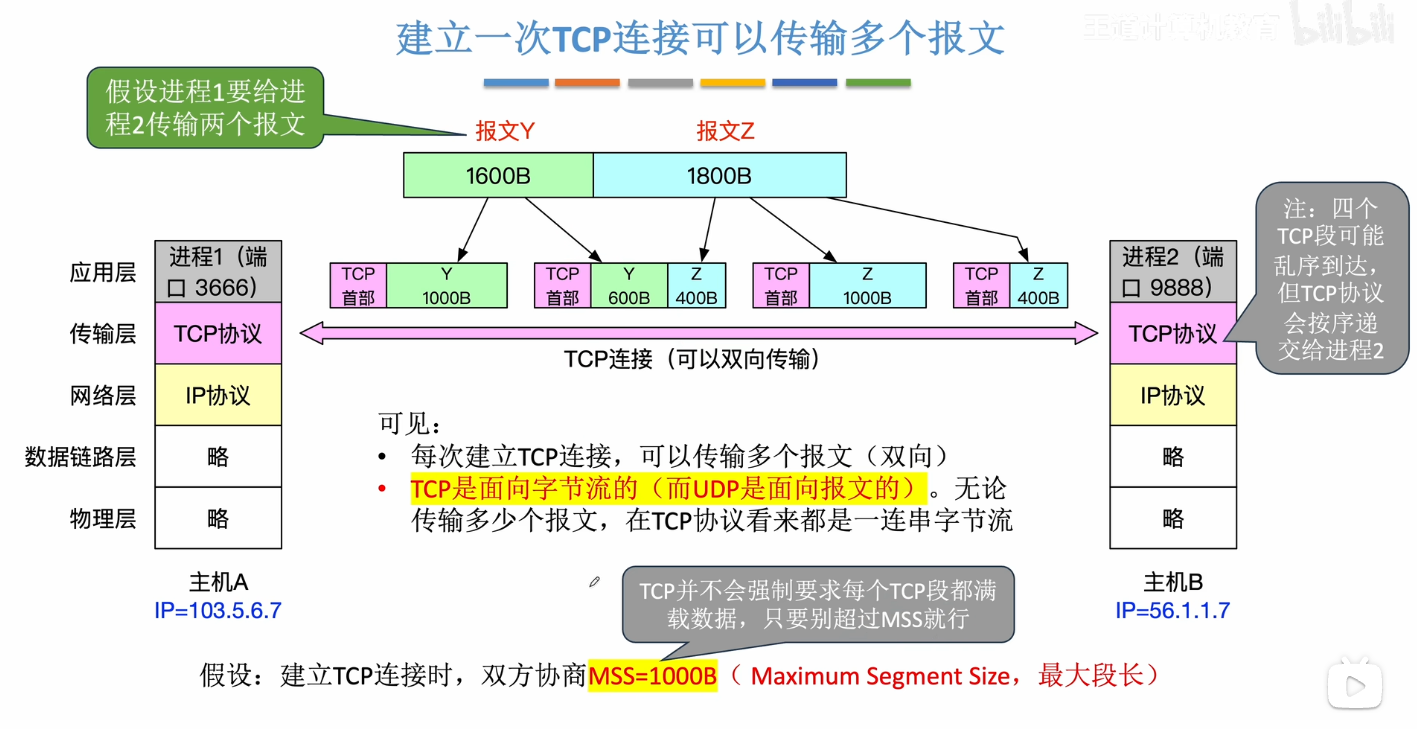 建立一次TCP连接可以传输多个报文
王道计算机教育
bilibili
假设进程1要给进
程2传输两个报文
报文Y
报文Z
1600B
1800B
注：四个
TCP段可能
乱序到达，
但TCP协议
会按序递
交给进程2
应用层
进程1（端
口 3666）
TCP
首部
Y
1000B
TCP
首部
Y
600B
Z
400B
TCP
首部
Z
1000B
TCP
首部
Z
400B
进程2（端
口 9888）
传输层
TCP协议
TCP连接（可以双向传输）
TCP协议
网络层
IP协议
IP协议
可见：
• 每次建立TCP连接，可以传输多个报文（双向）
• TCP是面向字节流的（而UDP是面向报文的）。无论
传输多少个报文，在TCP协议看来都是一连串字节流
数据链路层
略
略
物理层
略
略
主机A
IP=103.5.6.7
主机B
IP=56.1.1.7
TCP并不会强制要求每个TCP段都满
载数据，只要别超过MSS就行
假设：建立TCP连接时，双方协商MSS=1000B（ Maximum Segment Size，最大段长）